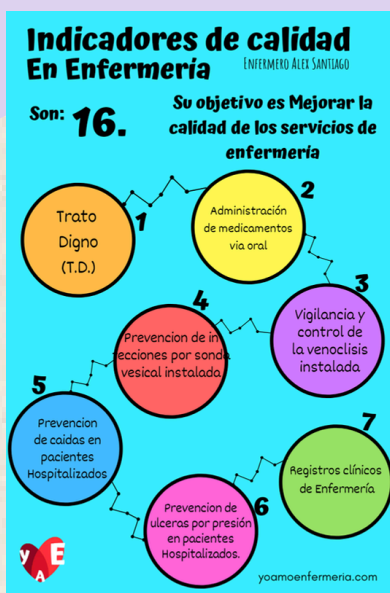 Indicadores de calidad
En Enfermería
Enfermero Alex Santiago
Son: 16.
Su objetivo es Mejorar la
calidad de los servicios de
enfermería
1
Trato
Digno
(T.D.)
2
Administración
de medicamentos
via oral
3
Vigilancia y
control de
la venoclisis
instalada
4
Prevencion de in
ecciones por sonda
vesical instalada
5
Prevencion
de caidas en
pacientes
Hospitalizados
6
Prevencion de
ulceras por presión
en pacientes
Hospitalizados.
7
Registros clínicos
de Enfermería
y A E
yoamoenfermeria.com